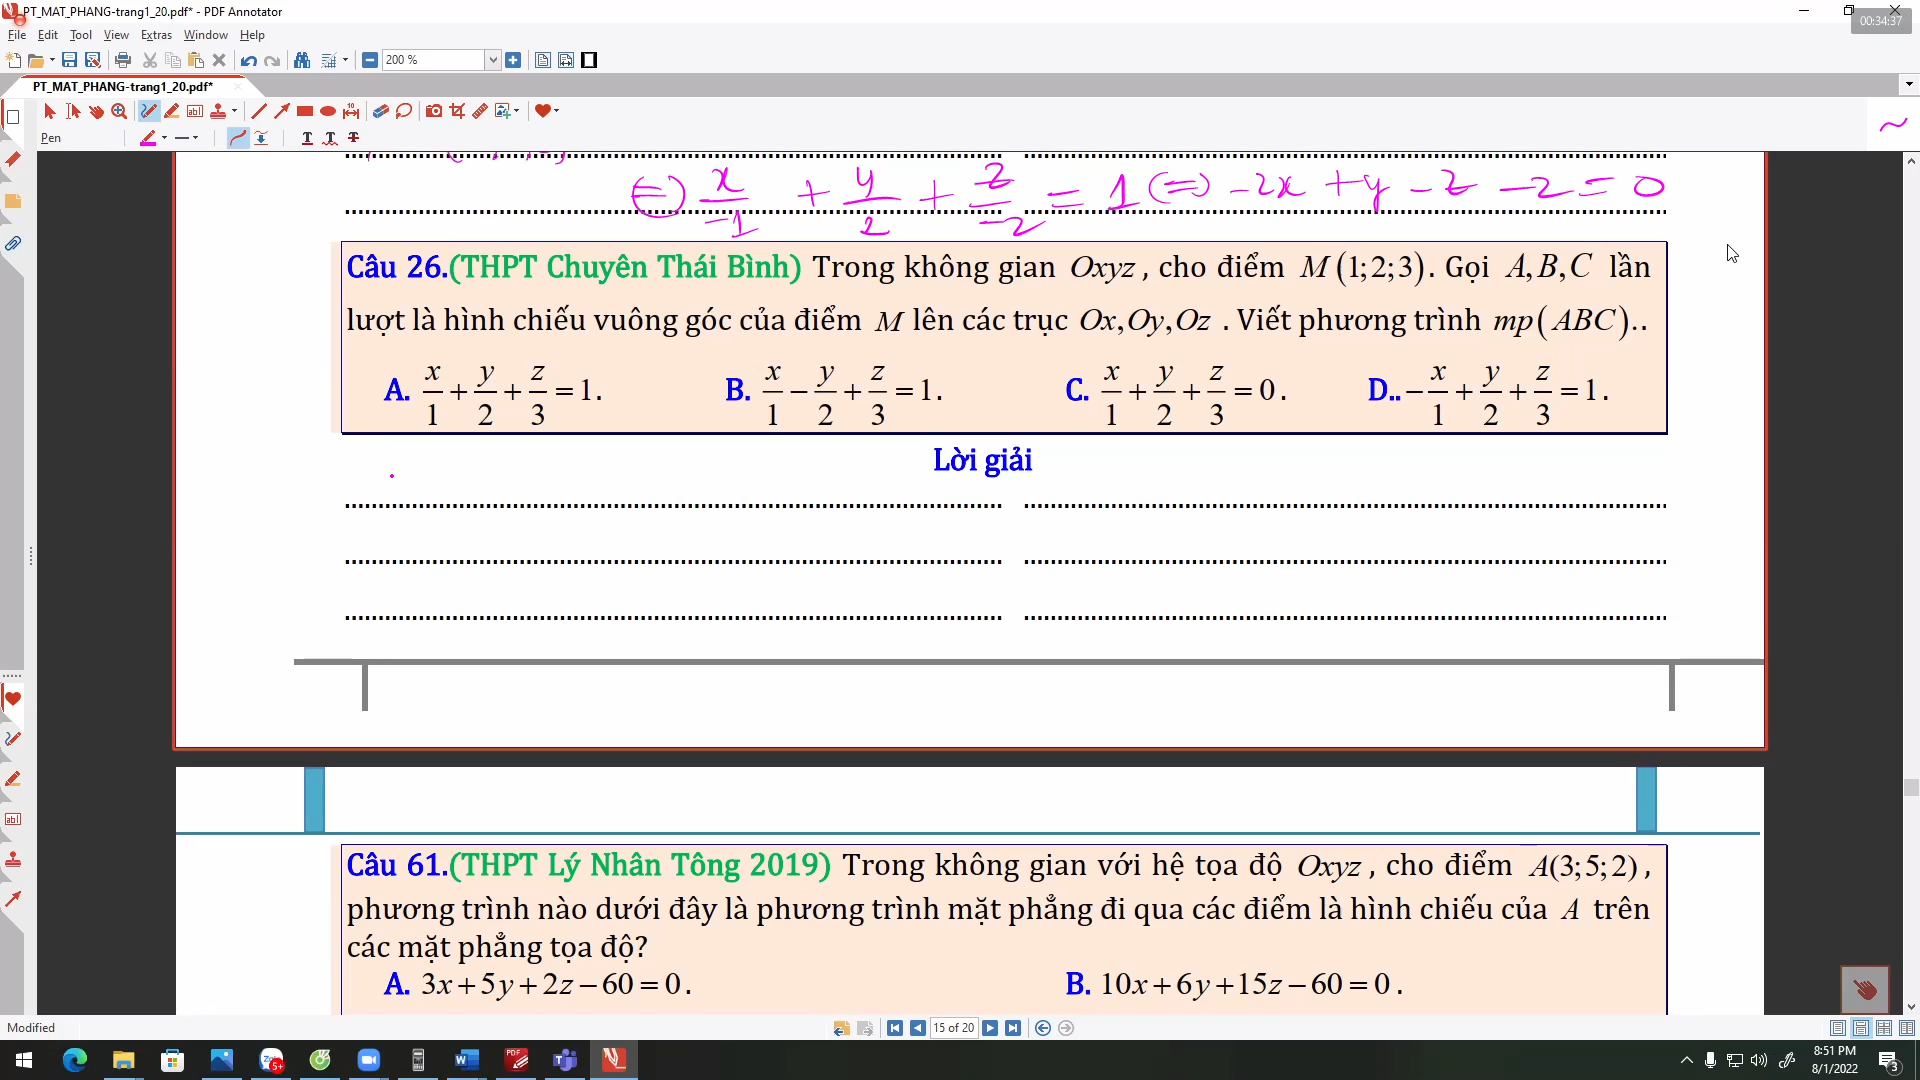 PT_MAT_PHANG-trang1_20.pdf* - PDF Annotator
00:34:37
File Edit Tool View Extras Window Help
200 %
PT_MAT_PHANG-trang1_20.pdf*
Pen
(=) x/-1 + y/2 + z/-2 = 1 (=) -2x + y - z - 2 = 0
Câu 26.(THPT Chuyên Thái Bình) Trong không gian Oxyz, cho điểm M(1;2;3). Gọi A,B,C lần
lượt là hình chiếu vuông góc của điểm M lên các trục Ox,Oy,Oz. Viết phương trình mp(ABC)..
A. x/1 + y/2 + z/3 = 1. B. x/1 - y/2 + z/3 = 1. C. x/1 + y/2 + z/3 = 0. D.. -x/1 + y/2 + z/3 = 1.
Lời giải
Câu 61.(THPT Lý Nhân Tông 2019) Trong không gian với hệ tọa độ Oxyz, cho điểm A(3;5;2),
phương trình nào dưới đây là phương trình mặt phẳng đi qua các điểm là hình chiếu của A trên
các mặt phẳng tọa độ?
A. 3x+5y+2z-60=0. B. 10x+6y+15z-60=0.
Modified
15 of 20
8:51 PM
8/1/2022